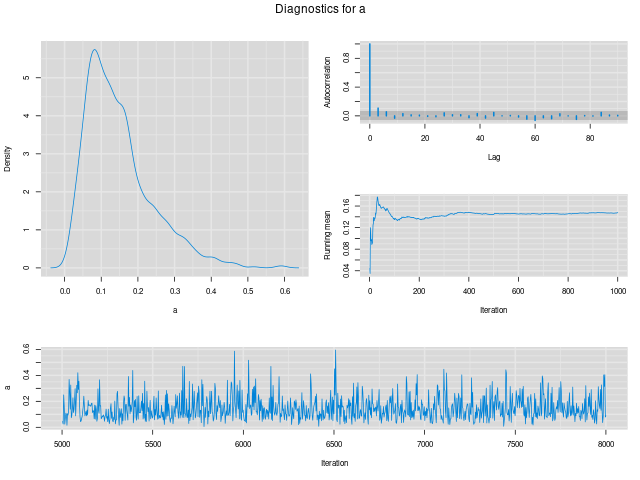 Diagnostics for a
Density
0 1 2 3 4 5
0.0 0.1 0.2 0.3 0.4 0.5 0.6
a
Autocorrelation
0.0 0.4 0.8
0 20 40 60 80
Lag
Running mean
0.04 0.08 0.12 0.16
0 200 400 600 800 1000
Iteration
a
0.0 0.2 0.4 0.6
5000 5500 6000 6500 7000 7500 8000
Iteration